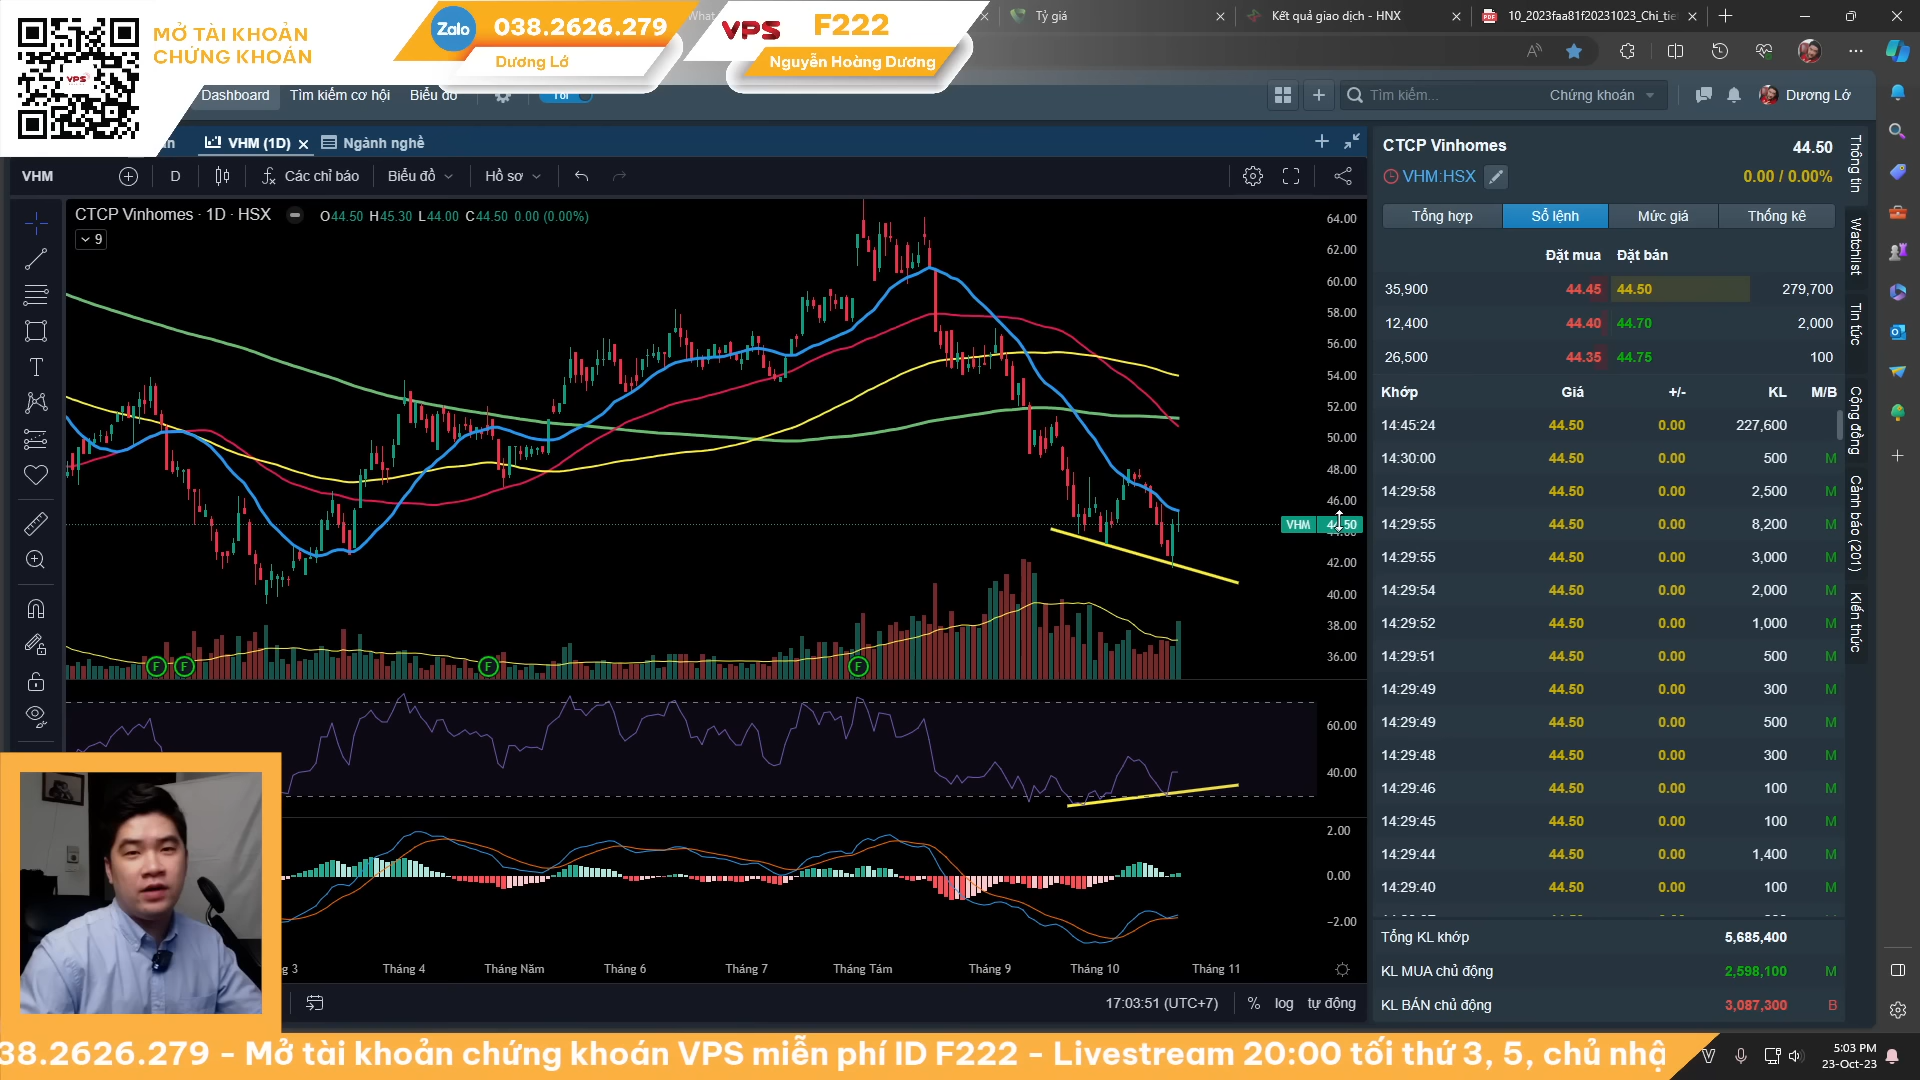 MỞ TÀI KHOẢN
CHỨNG KHOÁN
VPS
Zalo
038.2626.279
Dương Lớ
VPS
F222
Nguyễn Hoàng Dương
Tỷ giá
Kết quả giao dịch - HNX
10_2023faa81f20231023_Chi_tie
Dashboard
Tìm kiếm cơ hội
Biểu đồ
Tìm kiếm...
Chứng khoán
Dương Lớ
VHM (1D)
Ngành nghề
VHM
D
Các chỉ báo
Biểu đồ
Hồ sơ
CTCP Vinhomes · 1D · HSX
O44.50 H45.30 L44.00 C44.50 0.00 (0.00%)
9
64.00
62.00
60.00
58.00
56.00
54.00
52.00
50.00
48.00
46.00
VHM 44.50
42.00
40.00
38.00
36.00
F
F
F
F
60.00
40.00
2.00
0.00
−2.00
g 3
Tháng 4
Tháng Năm
Tháng 6
Tháng 7
Tháng Tám
Tháng 9
Tháng 10
Tháng 11
17:03:51 (UTC+7)
%
log
tự động
CTCP Vinhomes
44.50
VHM:HSX
0.00 / 0.00%
Tổng hợp
Sổ lệnh
Mức giá
Thống kê
Đặt mua
Đặt bán
35,900 44.45 44.50 279,700
12,400 44.40 44.70 2,000
26,500 44.35 44.75 100
Khớp Giá +/- KL M/B
14:45:24 44.50 0.00 227,600
14:30:00 44.50 0.00 500 M
14:29:58 44.50 0.00 2,500 M
14:29:55 44.50 0.00 8,200 M
14:29:55 44.50 0.00 3,000 M
14:29:54 44.50 0.00 2,000 M
14:29:52 44.50 0.00 1,000 M
14:29:51 44.50 0.00 500 M
14:29:49 44.50 0.00 300 M
14:29:49 44.50 0.00 500 M
14:29:48 44.50 0.00 300 M
14:29:46 44.50 0.00 100 M
14:29:45 44.50 0.00 100 M
14:29:44 44.50 0.00 1,400 M
14:29:40 44.50 0.00 100 M
Tổng KL khớp 5,685,400
KL MUA chủ động 2,598,100 M
KL BÁN chủ động 3,087,300 B
Thông tin
Watchlist
Tin tức
Cộng đồng
Cảnh báo (201)
Kiến thức
38.2626.279 - Mở tài khoản chứng khoán VPS miễn phí ID F222 - Livestream 20:00 tối thứ 3, 5, chủ nhậ
5:03 PM
23-Oct-23